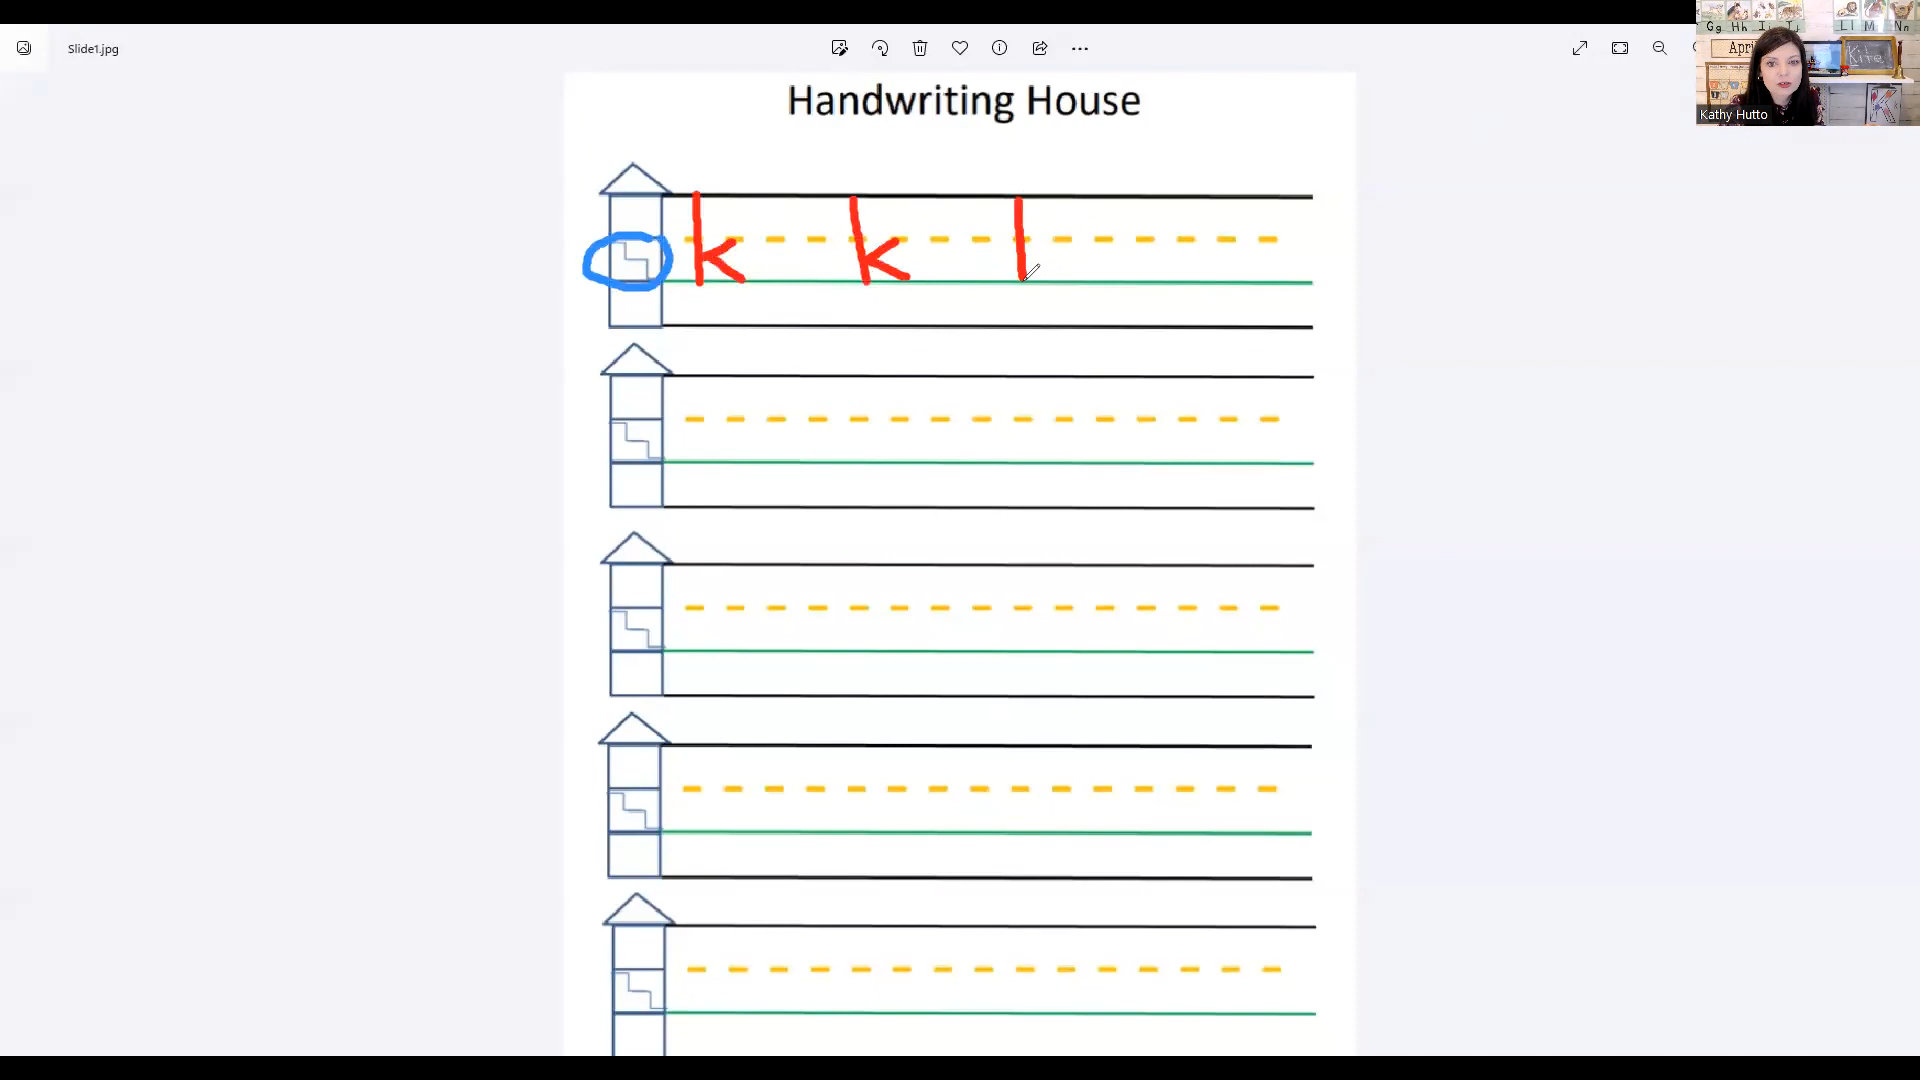 Slide1.jpg
Handwriting House
k k l
Gg Hh Ii Jj Ll Mm Nn
April
Kite
Kathy Hutto